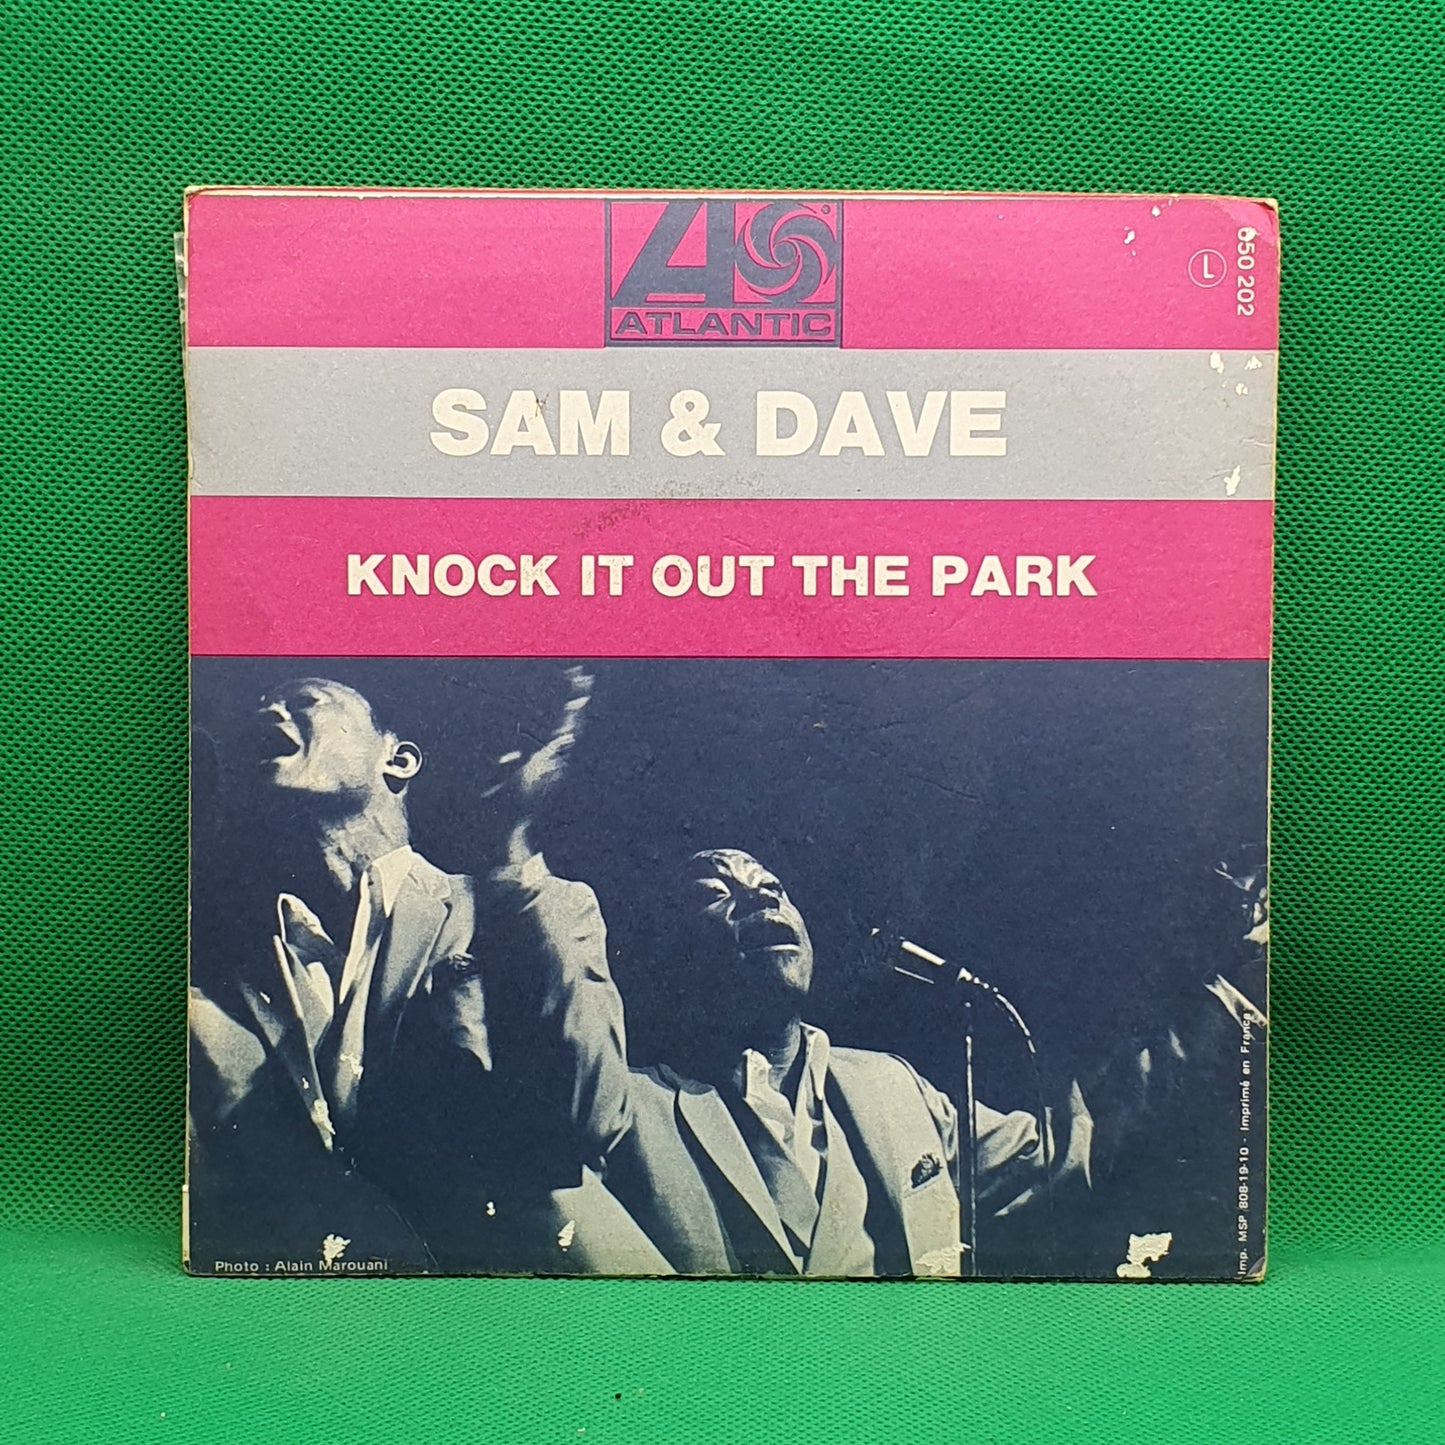 ATLANTIC
L
650 202
SAM & DAVE
KNOCK IT OUT THE PARK
Photo : Alain Marouani
Imp. MSP 808-19-10 - Imprimé en France